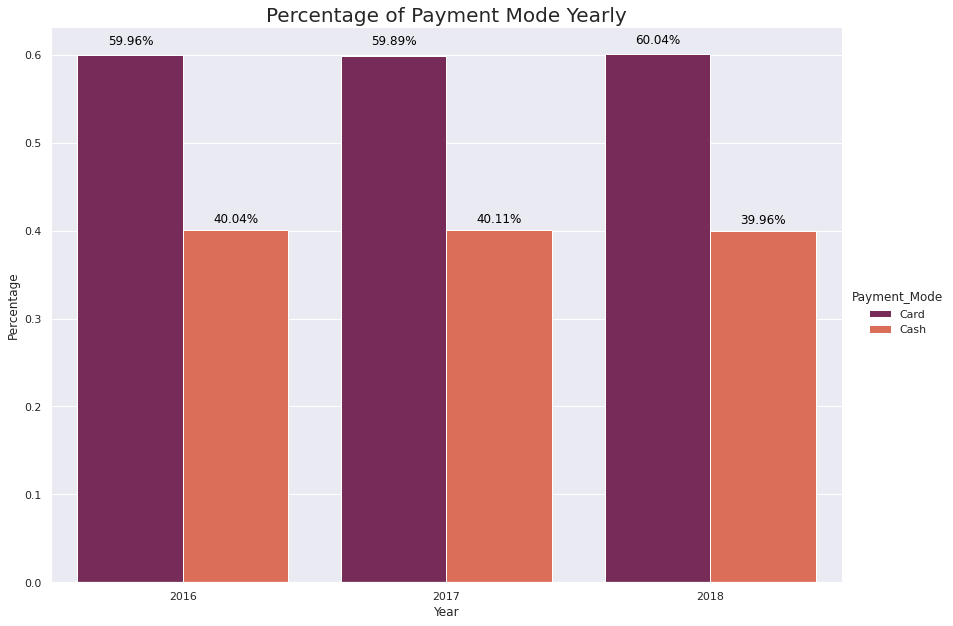 Percentage of Payment Mode Yearly
59.96%
59.89%
60.04%
40.04%
40.11%
39.96%
0.6
0.5
0.4
0.3
0.2
0.1
0.0
Percentage
2016
2017
2018
Year
Payment_Mode
Card
Cash